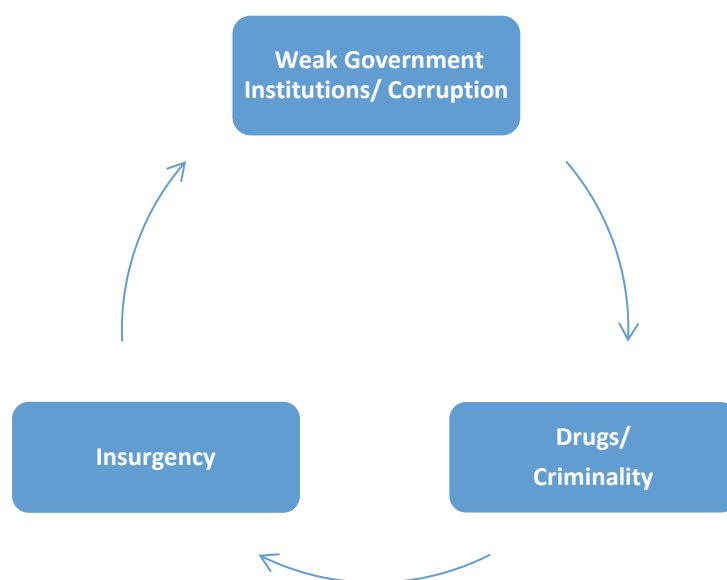 Weak Government
Institutions/ Corruption
Drugs/
Criminality
Insurgency